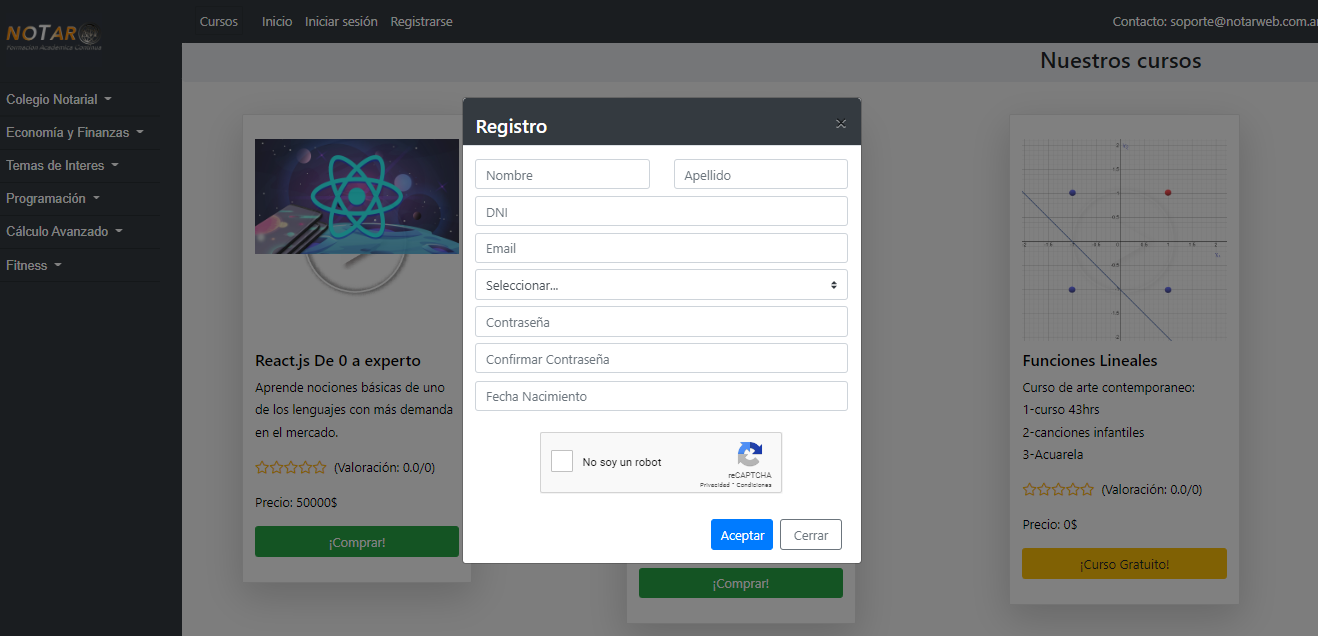 NOTAR
Formación Académica Continua
Cursos
Inicio
Iniciar sesión
Registrarse
Contacto: soporte@notarweb.com.a
Colegio Notarial
Economía y Finanzas
Temas de Interes
Programación
Cálculo Avanzado
Fitness
Nuestros cursos
React.js De 0 a experto
Aprende nociones básicas de uno
de los lenguajes con más demanda
en el mercado.
(Valoración: 0.0/0)
Precio: 50000$
¡Comprar!
Registro
×
Nombre
Apellido
DNI
Email
Seleccionar...
Contraseña
Confirmar Contraseña
Fecha Nacimiento
No soy un robot
reCAPTCHA
Privacidad - Condiciones
Aceptar
Cerrar
¡Comprar!
Funciones Lineales
Curso de arte contemporaneo:
1-curso 43hrs
2-canciones infantiles
3-Acuarela
(Valoración: 0.0/0)
Precio: 0$
¡Curso Gratuito!